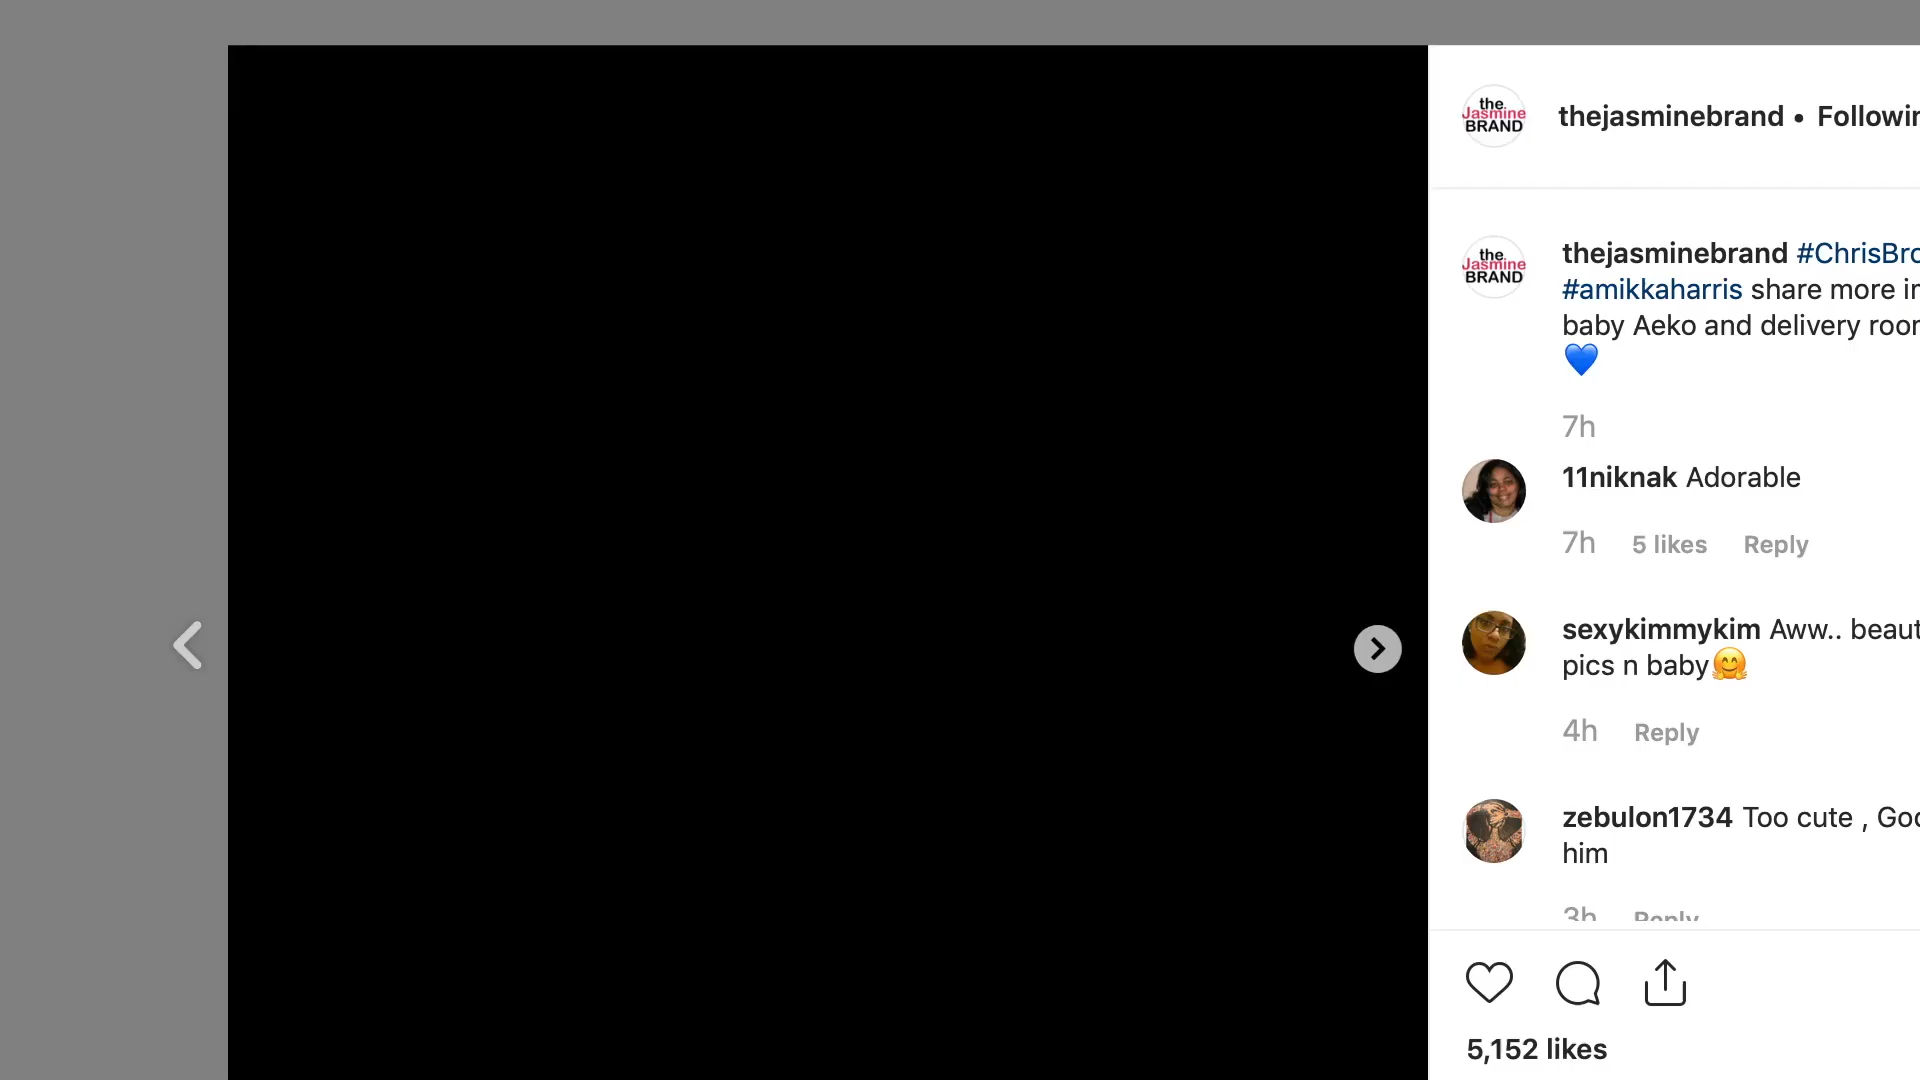 the
Jasmine
BRAND
thejasminebrand • Followin
the
Jasmine
BRAND
thejasminebrand #ChrisBro
#amikkaharris share more in
baby Aeko and delivery roor
💙
7h
11niknak Adorable
7h 5 likes Reply
sexykimmykim Aww.. beaut
pics n baby🤗
4h Reply
zebulon1734 Too cute , Goo
him
3h Reply
5,152 likes